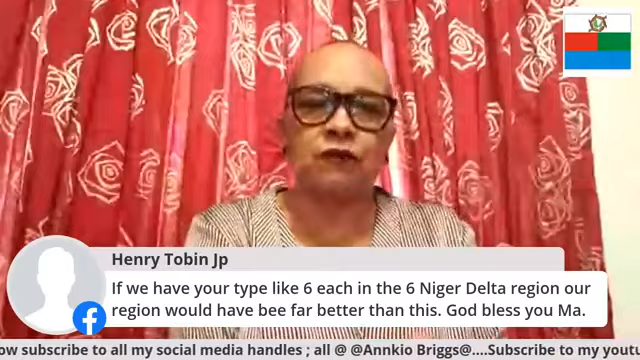 Henry Tobin Jp
If we have your type like 6 each in the 6 Niger Delta region our
region would have bee far better than this. God bless you Ma.
ow subscribe to all my social media handles ; all @ @Annkio Briggs@....Subscribe to my yout